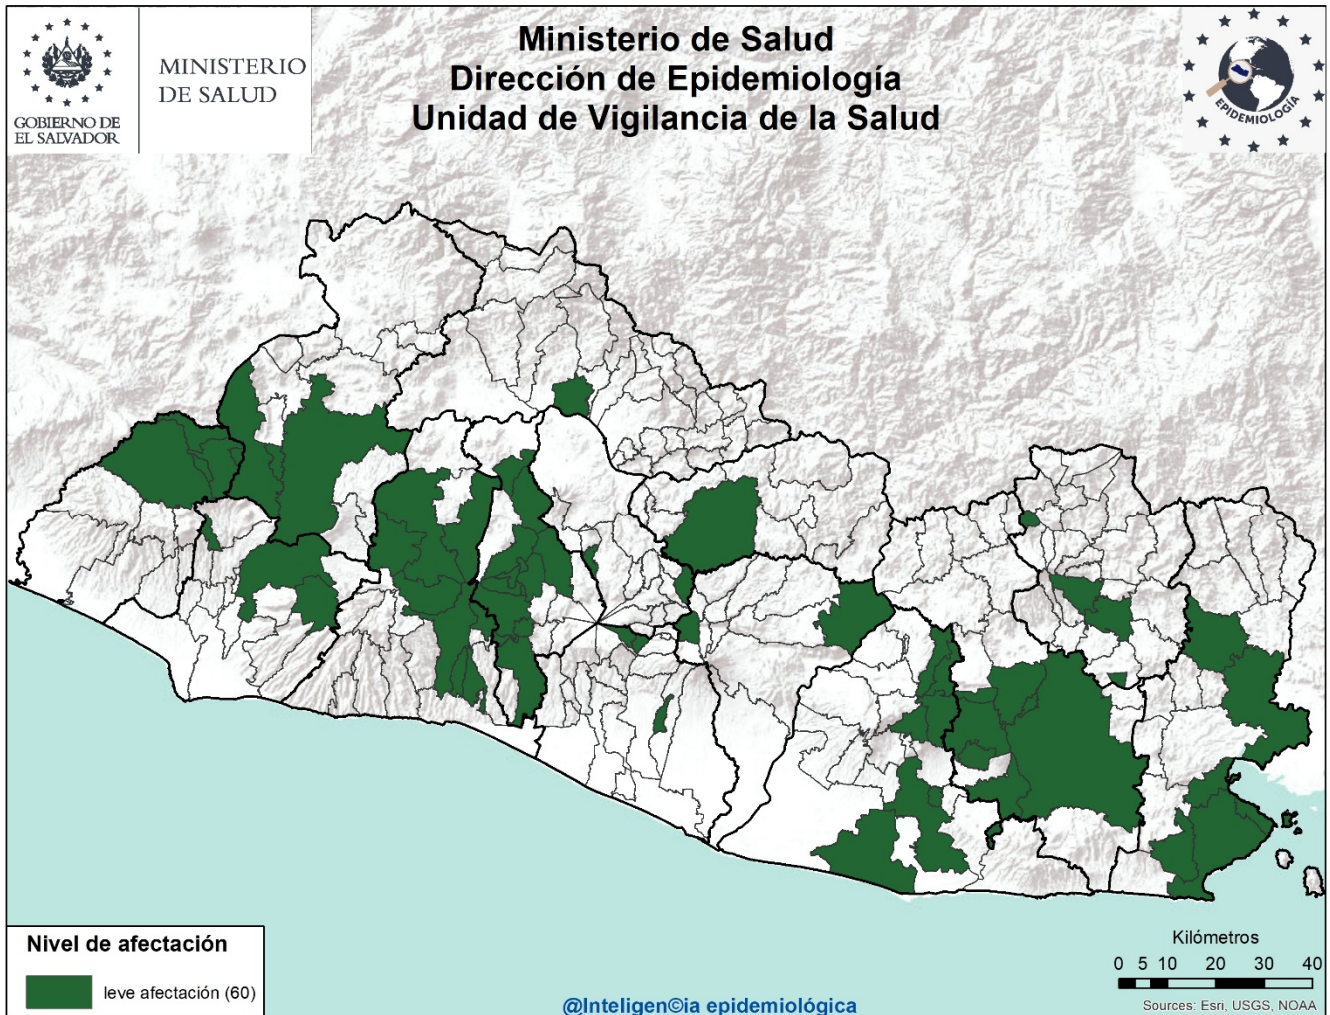 MINISTERIO
DE SALUD
GOBIERNO DE
EL SALVADOR
Ministerio de Salud
Dirección de Epidemiología
Unidad de Vigilancia de la Salud
EPIDEMIOLOGÍA
Nivel de afectación
leve afectación (60)
@Inteligen©ia epidemiológica
Kilómetros
0 5 10 20 30 40
Sources: Esri, USGS, NOAA